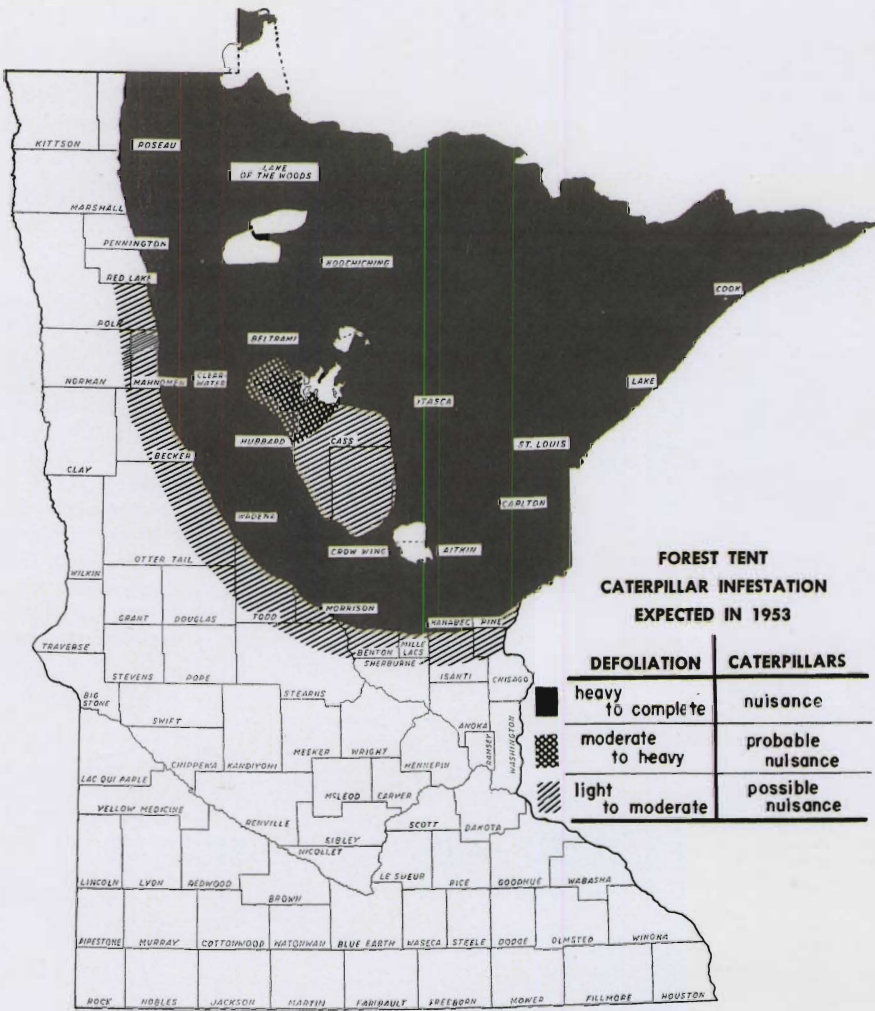 KITTSON
ROSEAU
LAKE
OF THE WOODS
MARSHALL
PENNINGTON
RED LAKE
KOOCHICHING
COOK
POLK
BELTRAMI
NORMAN
MAHNOMEN
CLEAR
WATER
ITASCA
LAKE
HUBBARD
CASS
ST. LOUIS
CLAY
BECKER
CARLTON
WADENA
CROW WING
AITKIN
OTTER TAIL
WILKIN
FOREST TENT
CATERPILLAR INFESTATION
EXPECTED IN 1953
DEFOLIATION CATERPILLARS
heavy
to complete nuisance
moderate probable
to heavy nuisance
light possible
to moderate nuisance
GRANT
DOUGLAS
TODD
MORRISON
KANABEC
PINE
TRAVERSE
BENTON
MILLE
LACS
SHERBURNE
STEVENS
POPE
STEARNS
ISANTI
CHISAGO
BIG
STONE
SWIFT
ANOKA
RAMSEY
WASHINGTON
MEEKER
WRIGHT
HENNEPIN
CHIPPEWA
KANDIYOHI
LAC QUI PARLE
MCLEOD
CARVER
YELLOW MEDICINE
RENVILLE
SCOTT
DAKOTA
SIBLEY
NICOLLET
LINCOLN
LYON
REDWOOD
LE SUEUR
RICE
GOODHUE
WABASHA
BROWN
PIPESTONE
MURRAY
COTTONWOOD
WATONWAN
BLUE EARTH
WASECA
STEELE
DODGE
OLMSTED
WINONA
ROCK
NOBLES
JACKSON
MARTIN
FARIBAULT
FREEBORN
MOWER
FILLMORE
HOUSTON